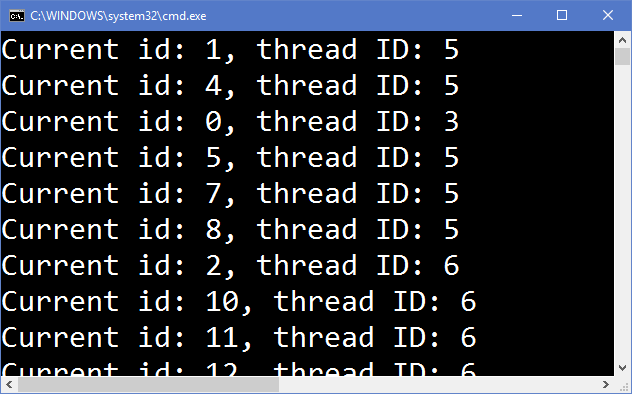 C:\WINDOWS\system32\cmd.exe
Current id: 1, thread ID: 5
Current id: 4, thread ID: 5
Current id: 0, thread ID: 3
Current id: 5, thread ID: 5
Current id: 7, thread ID: 5
Current id: 8, thread ID: 5
Current id: 2, thread ID: 6
Current id: 10, thread ID: 6
Current id: 11, thread ID: 6
Current id: 12, thread ID: 6